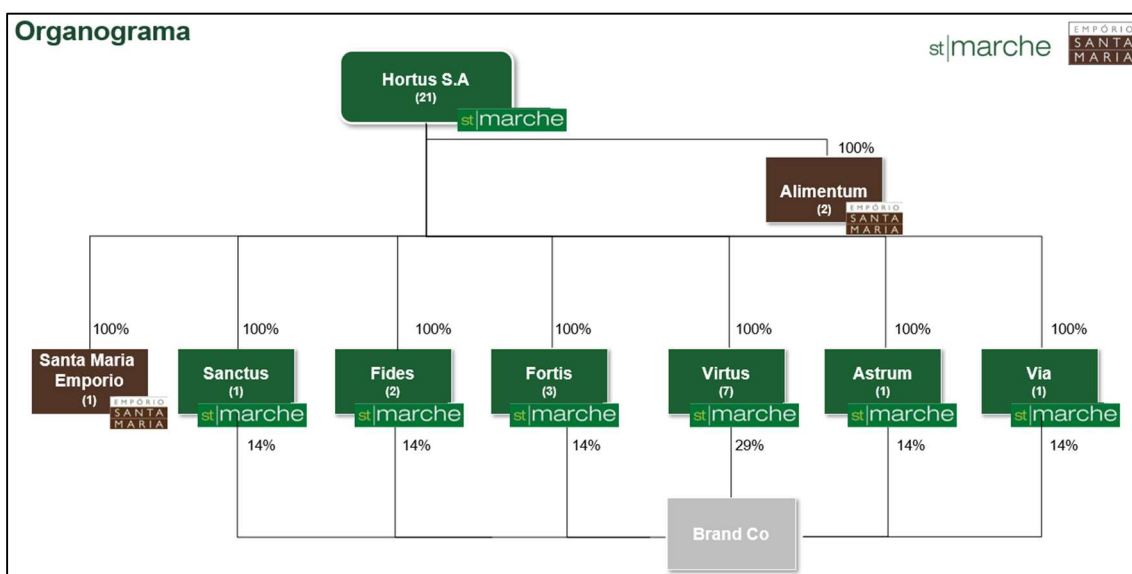 Organograma
st|marche
EMPÓRIO
SANTA
MARIA
Hortus S.A
(21)
st|marche
100%
Alimentum
(2)
EMPÓRIO
SANTA
MARIA
100%
100%
100%
100%
100%
100%
100%
Santa Maria
Emporio
(1)
EMPÓRIO
SANTA
MARIA
Sanctus
(1)
st|marche
Fides
(2)
st|marche
Fortis
(3)
st|marche
Virtus
(7)
st|marche
Astrum
(1)
st|marche
Via
(1)
st|marche
14%
14%
14%
29%
14%
14%
Brand Co